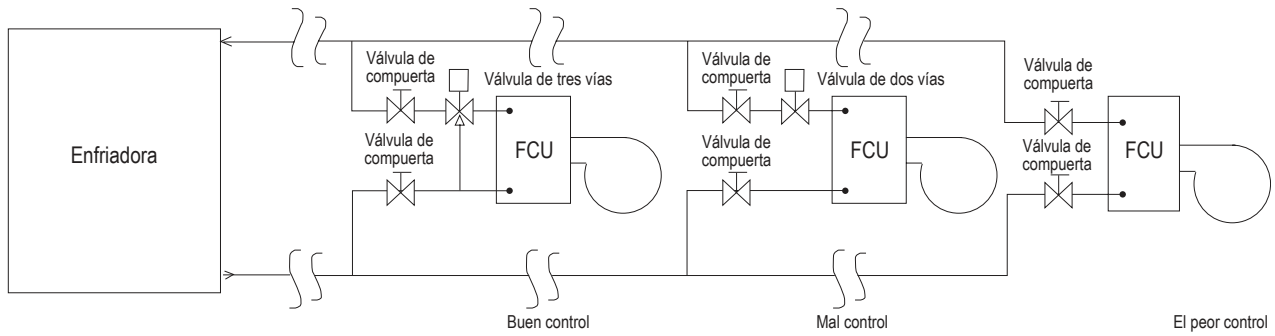 Enfriadora
Válvula de
compuerta
Válvula de tres vías
Válvula de
compuerta
FCU
Válvula de
compuerta
Válvula de dos vías
Válvula de
compuerta
FCU
Válvula de
compuerta
Válvula de
compuerta
FCU
Buen control
Mal control
El peor control